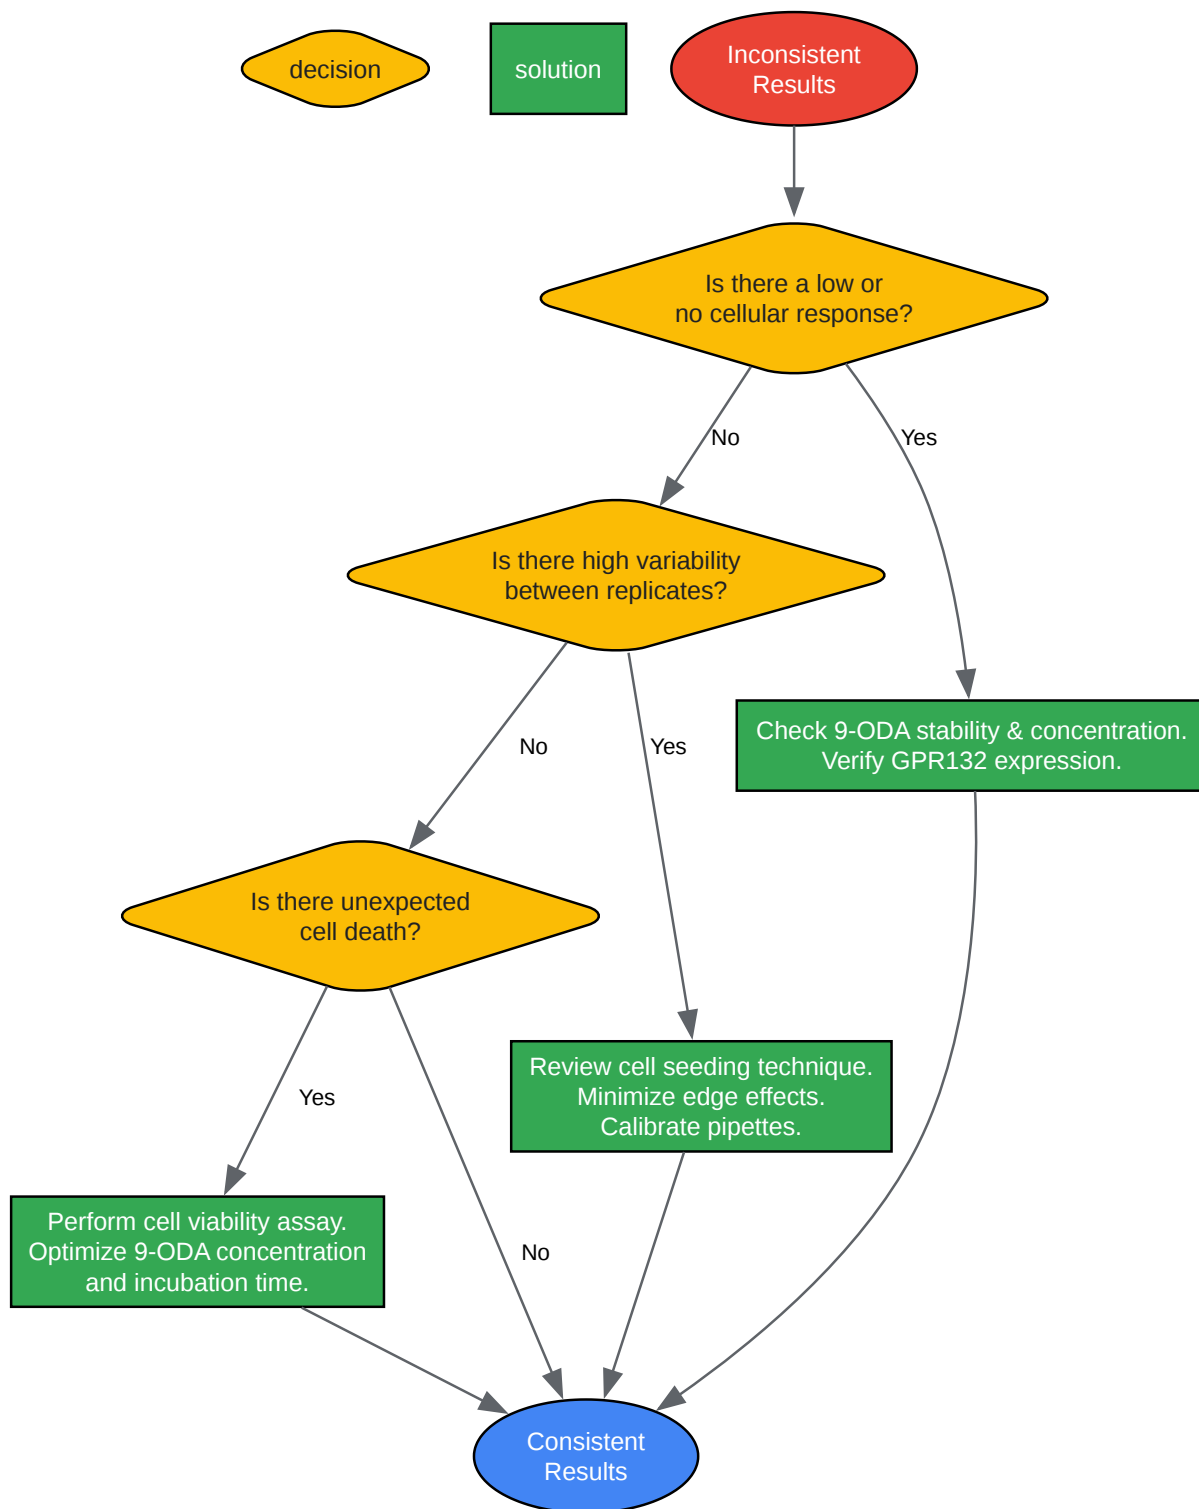 decision
solution
Inconsistent
Results
Is there a low or
no cellular response?
No
Yes
Is there high variability
between replicates?
No
Yes
Check 9-ODA stability & concentration.
Verify GPR132 expression.
Is there unexpected
cell death?
Yes
No
Review cell seeding technique.
Minimize edge effects.
Calibrate pipettes.
Perform cell viability assay.
Optimize 9-ODA concentration
and incubation time.
Consistent
Results